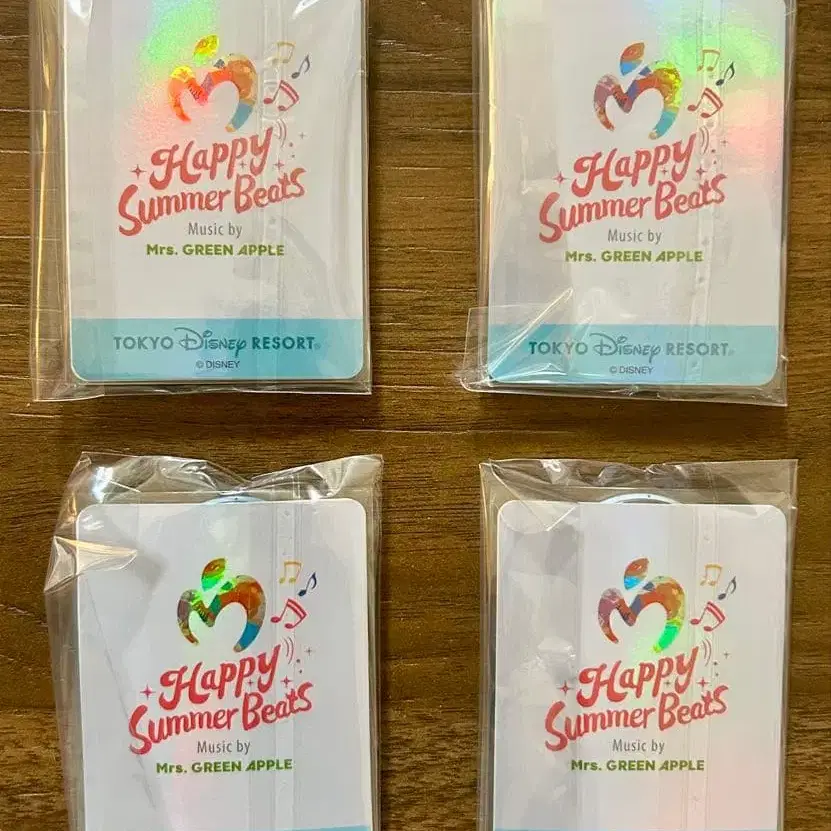 Happy
Summer Beats
Music by
Mrs. GREEN APPLE
TOKYO Disney RESORT®
© DISNEY
Happy
Summer Beats
Music by
Mrs. GREEN APPLE
TOKYO Disney RESORT®
© DISNEY
Happy
Summer Beats
Music by
Mrs. GREEN APPLE
Happy
Summer Beats
Music by
Mrs. GREEN APPLE